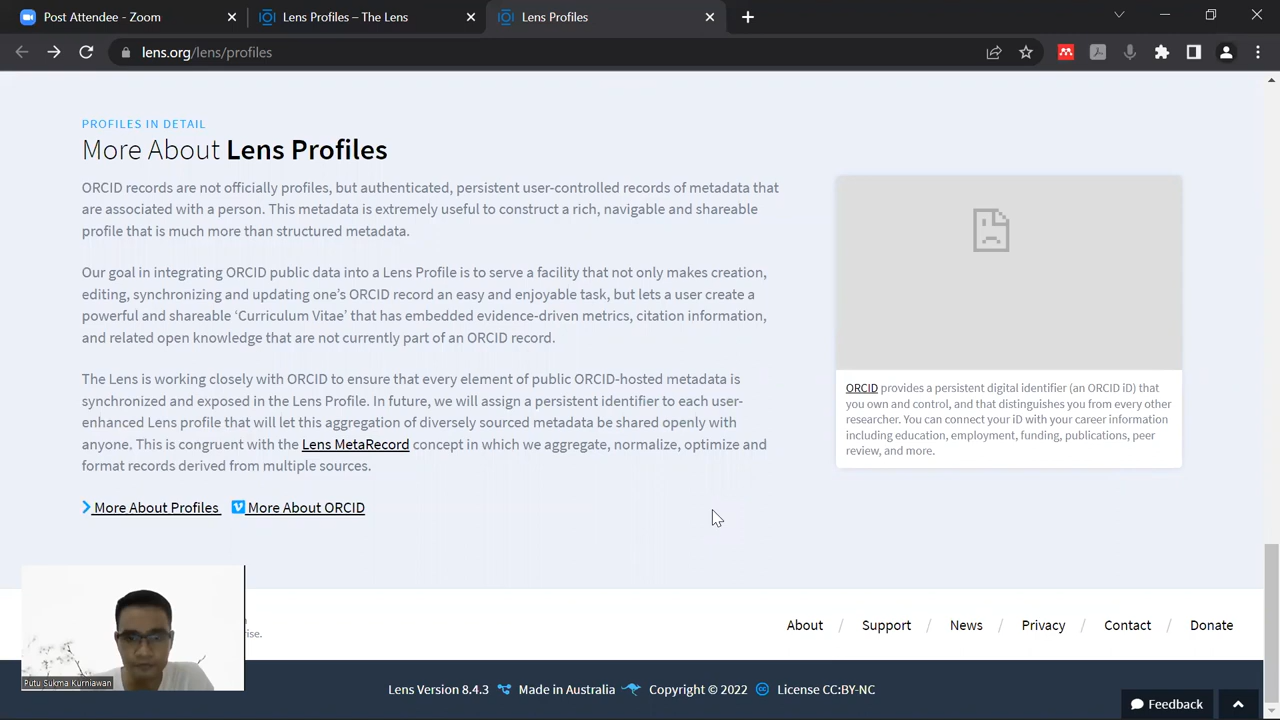 Post Attendee - Zoom
Lens Profiles – The Lens
Lens Profiles
lens.org/lens/profiles
PROFILES IN DETAIL
More About Lens Profiles
ORCID records are not officially profiles, but authenticated, persistent user-controlled records of metadata that
are associated with a person. This metadata is extremely useful to construct a rich, navigable and shareable
profile that is much more than structured metadata.
Our goal in integrating ORCID public data into a Lens Profile is to serve a facility that not only makes creation,
editing, synchronizing and updating one’s ORCID record an easy and enjoyable task, but lets a user create a
powerful and shareable ‘Curriculum Vitae’ that has embedded evidence-driven metrics, citation information,
and related open knowledge that are not currently part of an ORCID record.
The Lens is working closely with ORCID to ensure that every element of public ORCID-hosted metadata is
synchronized and exposed in the Lens Profile. In future, we will assign a persistent identifier to each user-
enhanced Lens profile that will let this aggregation of diversely sourced metadata be shared openly with
anyone. This is congruent with the Lens MetaRecord concept in which we aggregate, normalize, optimize and
format records derived from multiple sources.
More About Profiles More About ORCID
ORCID provides a persistent digital identifier (an ORCID iD) that
you own and control, and that distinguishes you from every other
researcher. You can connect your iD with your career information
including education, employment, funding, publications, peer
review, and more.
rise.
Putu Sukma Kurniawan
About / Support / News / Privacy / Contact / Donate
Lens Version 8.4.3 Made in Australia Copyright © 2022 License CC:BY-NC
Feedback